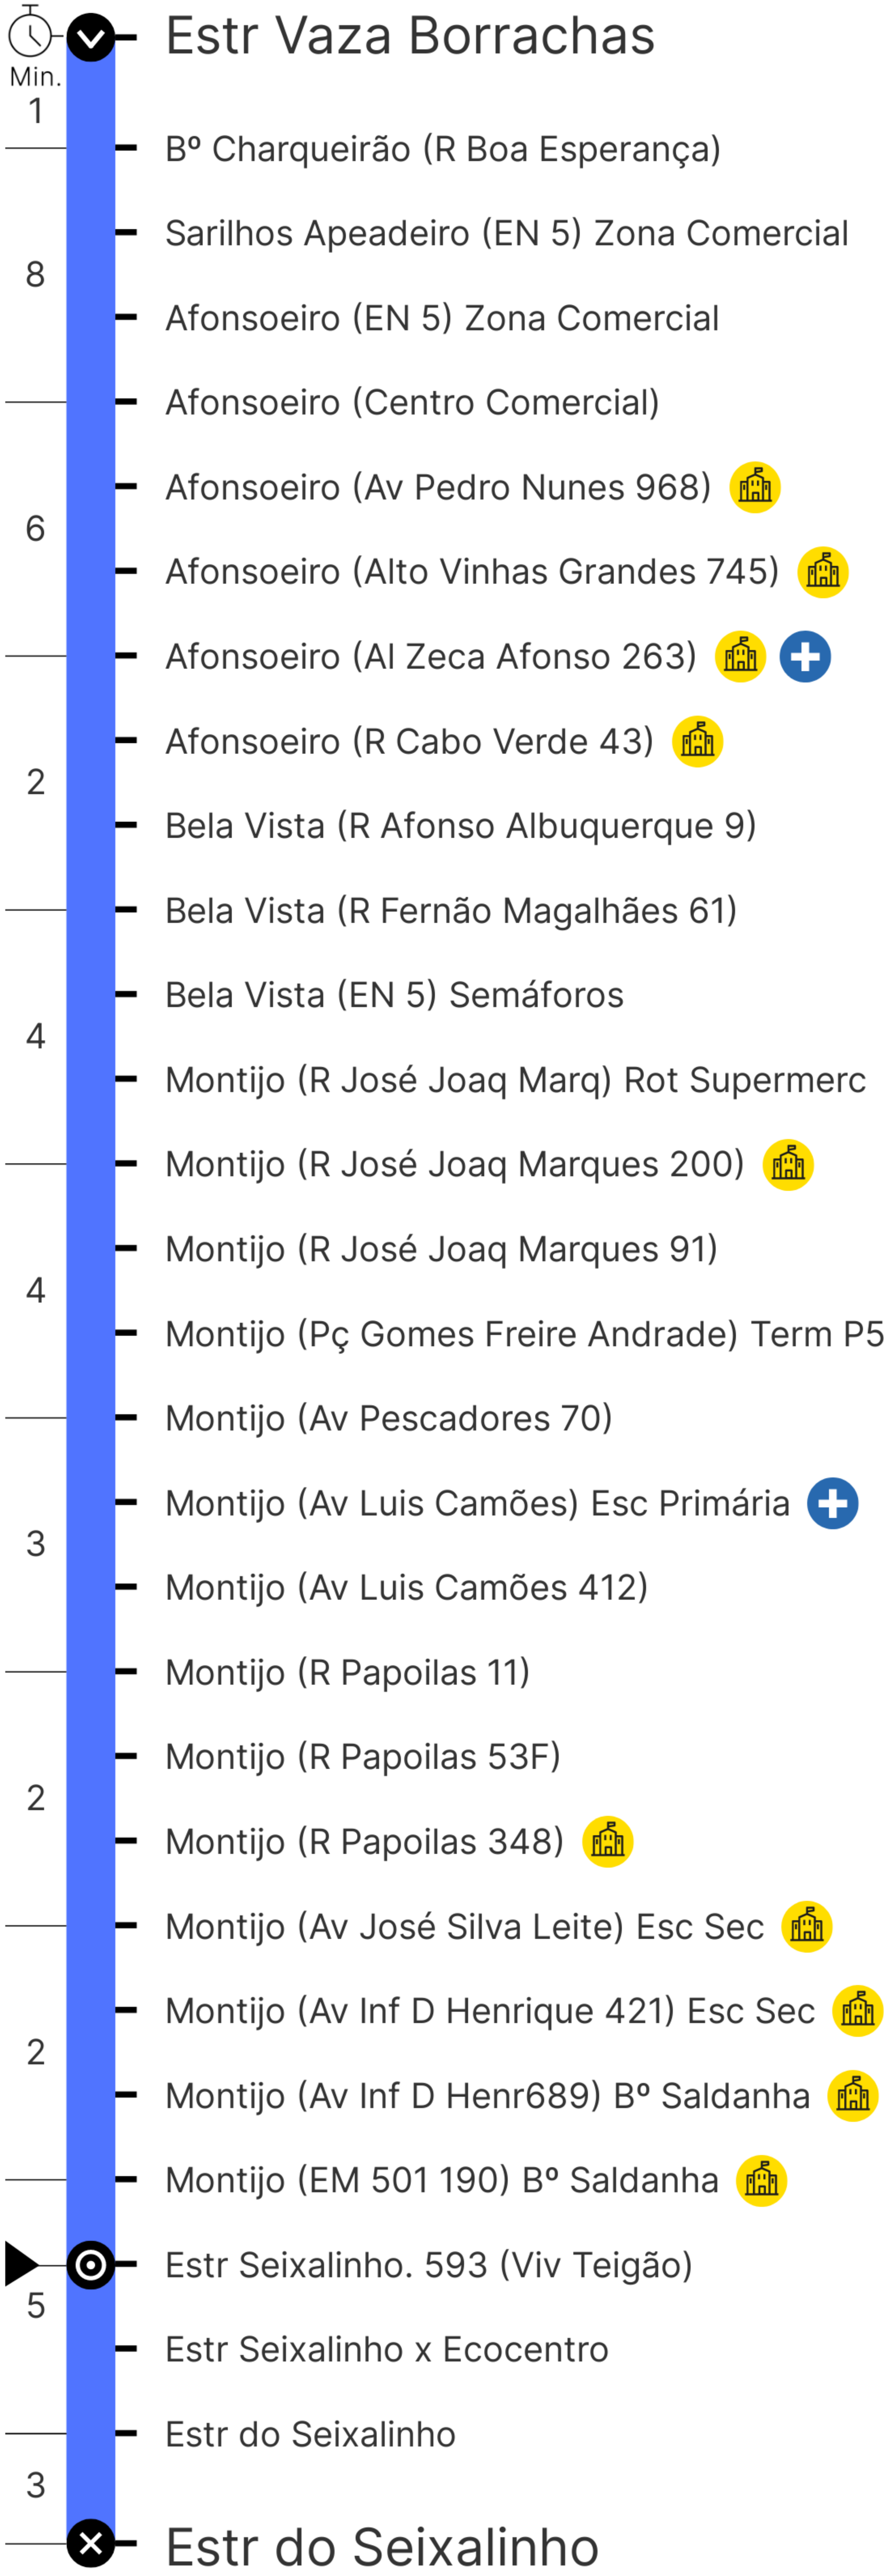 Estr Vaza Borrachas
Min.
1
Bº Charqueirão (R Boa Esperança)
Sarilhos Apeadeiro (EN 5) Zona Comercial
8
Afonsoeiro (EN 5) Zona Comercial
Afonsoeiro (Centro Comercial)
Afonsoeiro (Av Pedro Nunes 968)
6
Afonsoeiro (Alto Vinhas Grandes 745)
Afonsoeiro (Al Zeca Afonso 263)
Afonsoeiro (R Cabo Verde 43)
2
Bela Vista (R Afonso Albuquerque 9)
Bela Vista (R Fernão Magalhães 61)
Bela Vista (EN 5) Semáforos
4
Montijo (R José Joaq Marq) Rot Supermerc
Montijo (R José Joaq Marques 200)
Montijo (R José Joaq Marques 91)
4
Montijo (Pç Gomes Freire Andrade) Term P5
Montijo (Av Pescadores 70)
Montijo (Av Luis Camões) Esc Primária
3
Montijo (Av Luis Camões 412)
Montijo (R Papoilas 11)
Montijo (R Papoilas 53F)
2
Montijo (R Papoilas 348)
Montijo (Av José Silva Leite) Esc Sec
Montijo (Av Inf D Henrique 421) Esc Sec
2
Montijo (Av Inf D Henr689) Bº Saldanha
Montijo (EM 501 190) Bº Saldanha
Estr Seixalinho. 593 (Viv Teigão)
5
Estr Seixalinho x Ecocentro
Estr do Seixalinho
3
Estr do Seixalinho